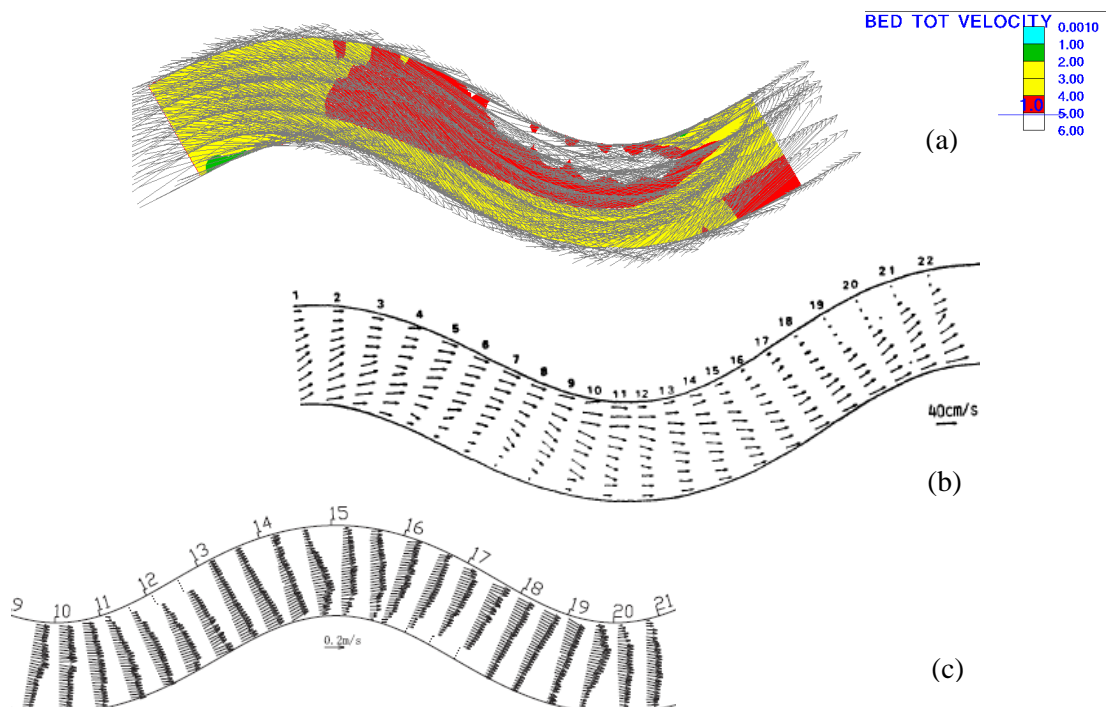 BED TOT VELOCITY
0.0010
1.00
2.00
3.00
4.00
1.0
5.00
6.00
(a)
1 2 3 4 5 6 7 8 9 10 11 12 13 14 15 16 17 18 19 20 21 22
40cm/s
(b)
9 10 11 12 13 14 15 16 17 18 19 20 21
0.2m/s
(c)